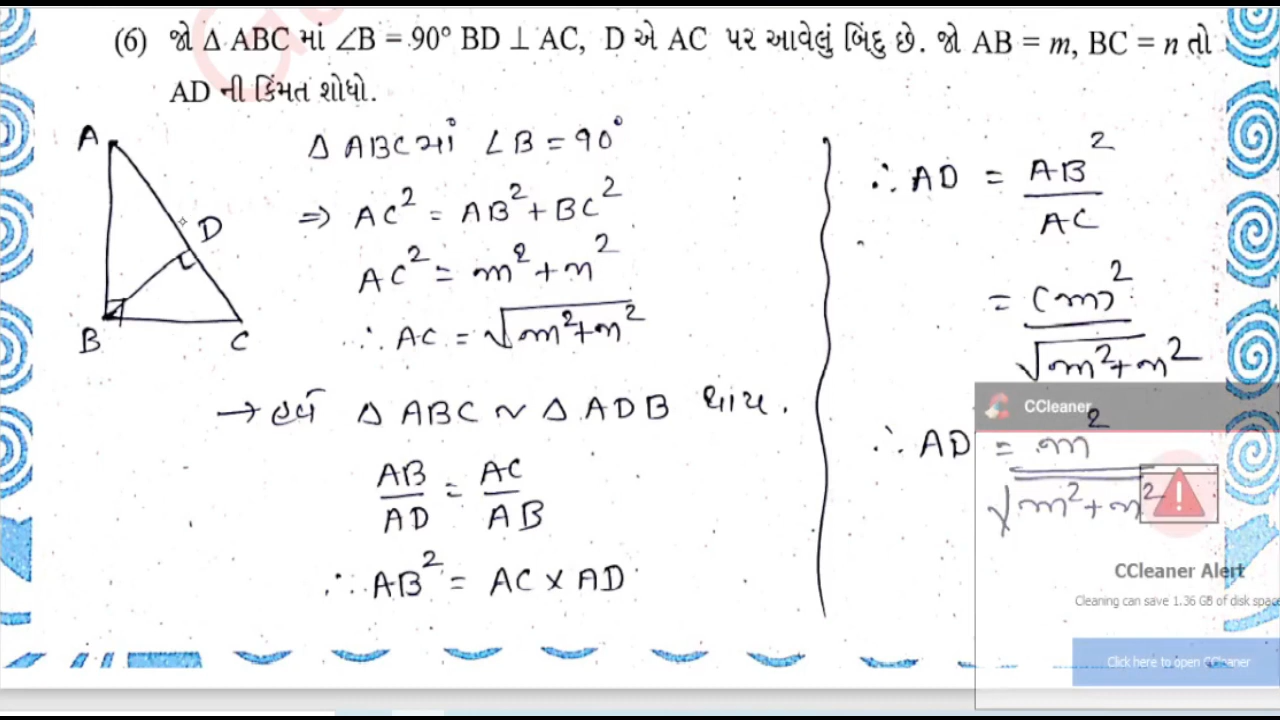 (6) જો Δ ABC માં ∠B = 90° BD ⊥ AC, D એ AC પર આવેલું બિંદુ છે. જો AB = m, BC = n તો
AD ની કિંમત શોધો.
A
D
B
C
Δ ABC માં ∠B = 90°
⇒ AC² = AB² + BC²
AC² = m² + n²
∴ AC = √m²+n²
→ હવે Δ ABC ~ Δ ADB થાય.
AB/AD = AC/AB
∴ AB² = AC × AD
∴ AD = AB²/AC
= (m)²/√m²+n²
∴ AD = m²/√m²+n²
CCleaner
CCleaner Alert
Cleaning can save 1.36 GB of disk space
Click here to open CCleaner